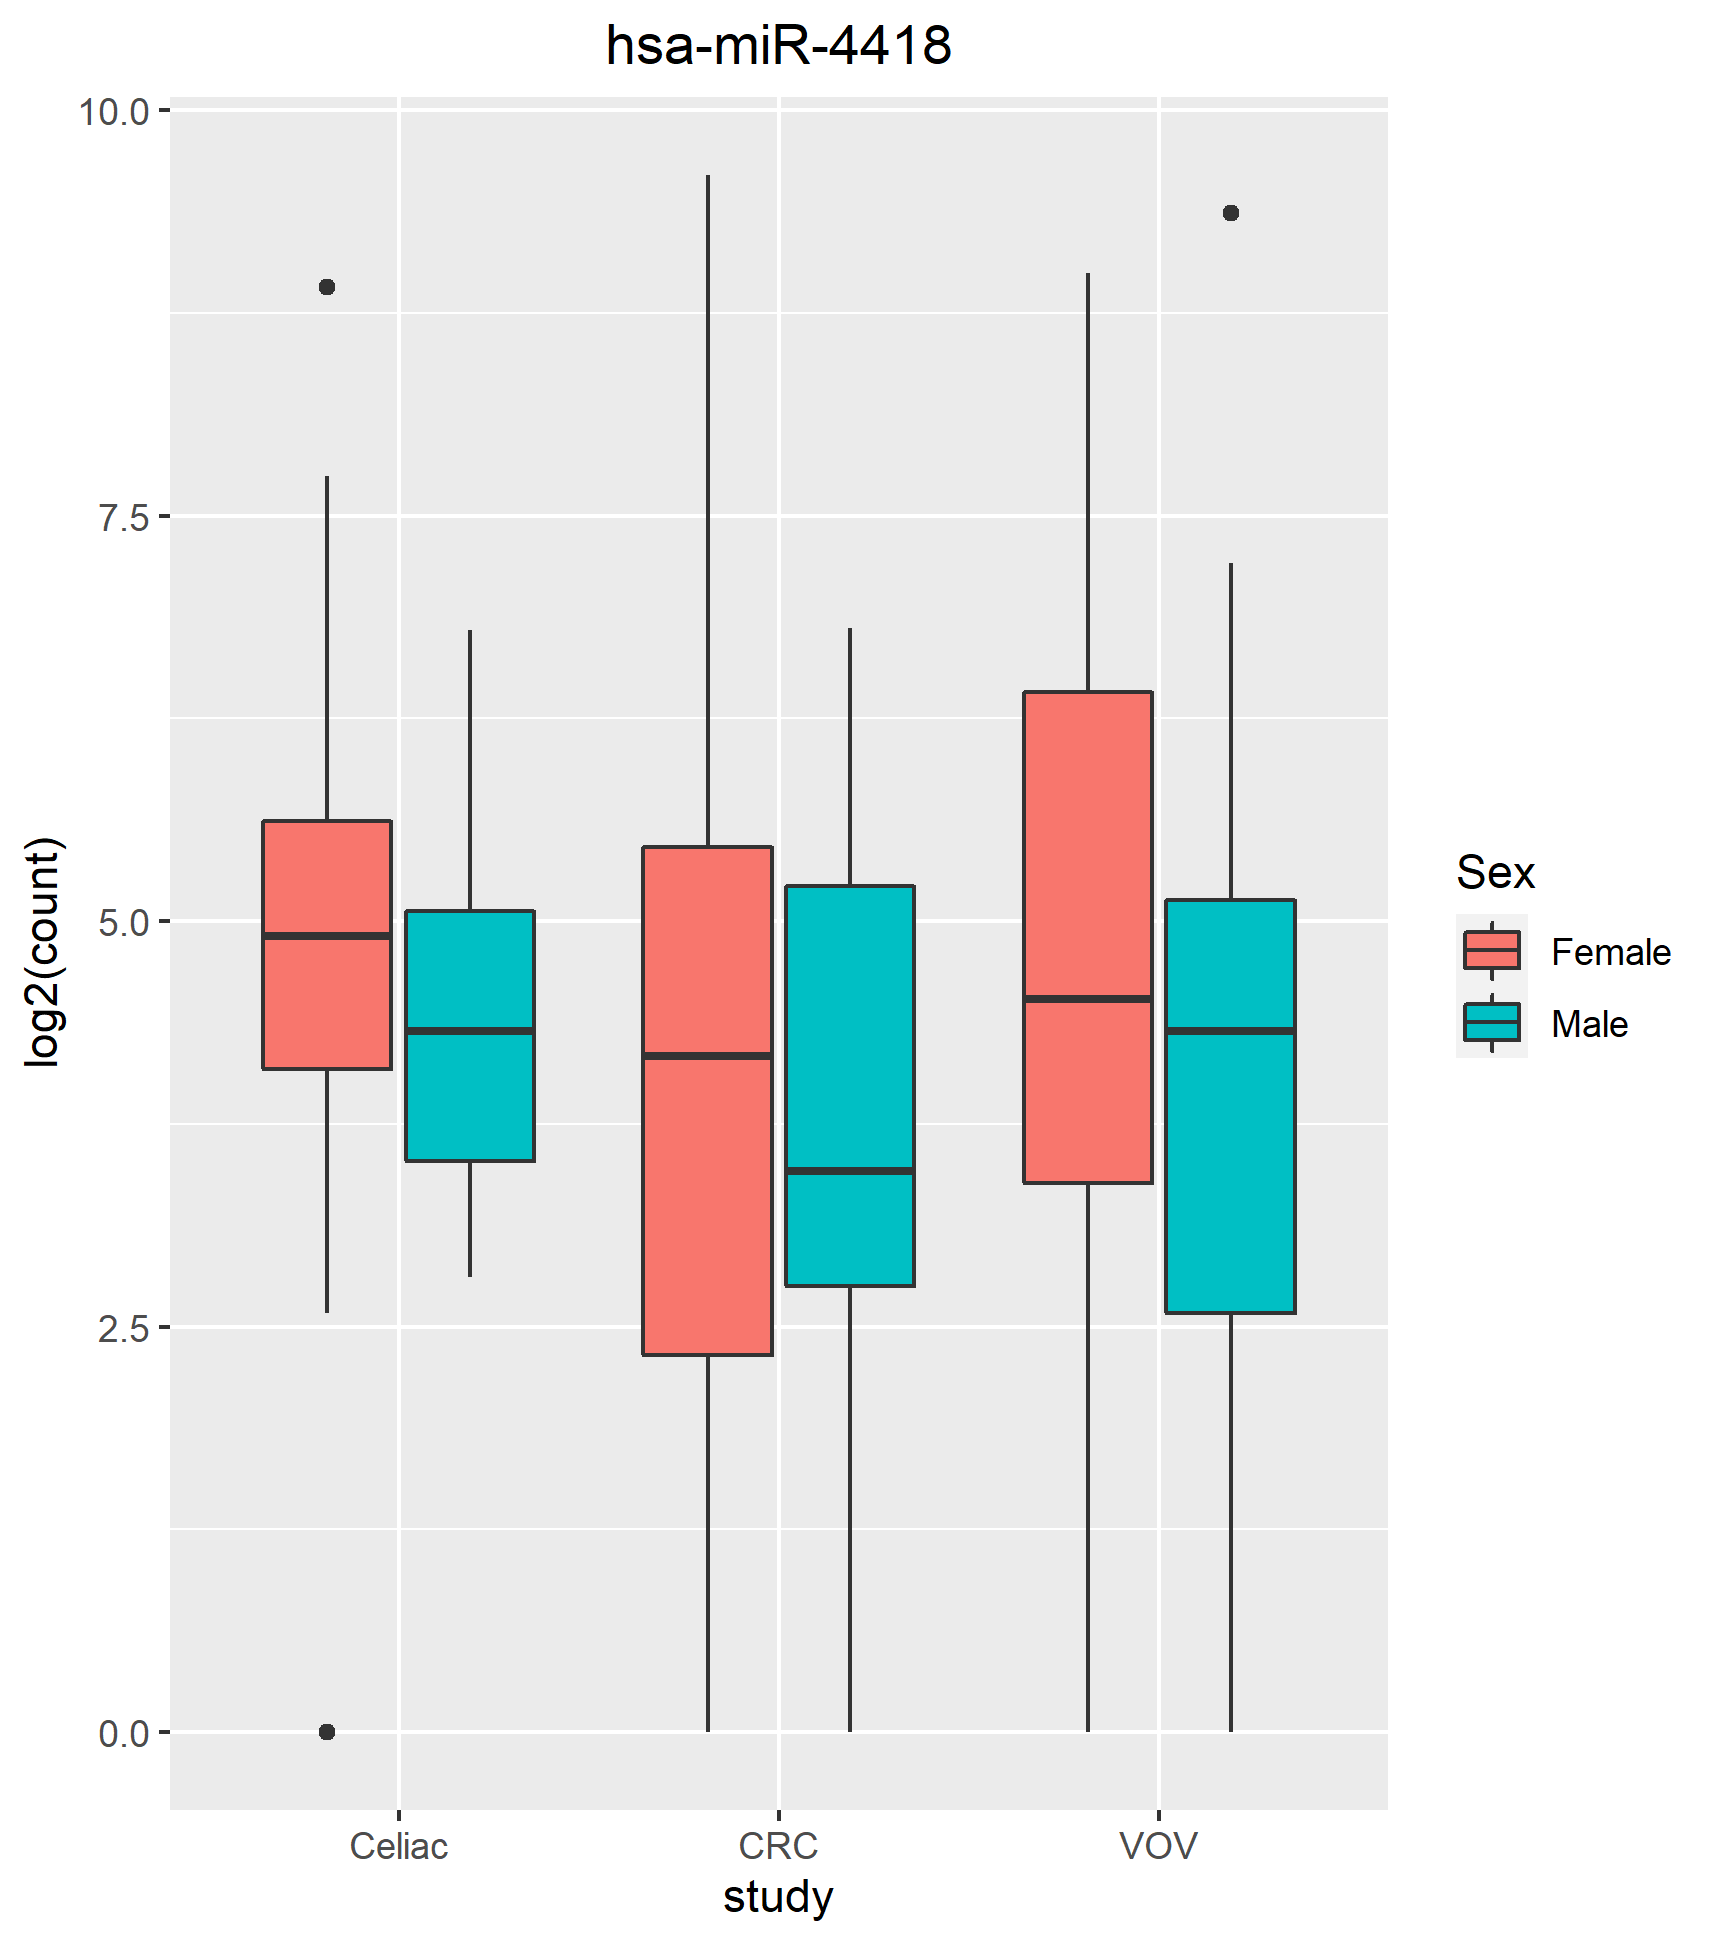 hsa-miR-4418
10.0
7.5
5.0
2.5
0.0
log2(count)
Celiac CRC VOV
study
Sex
Female
Male